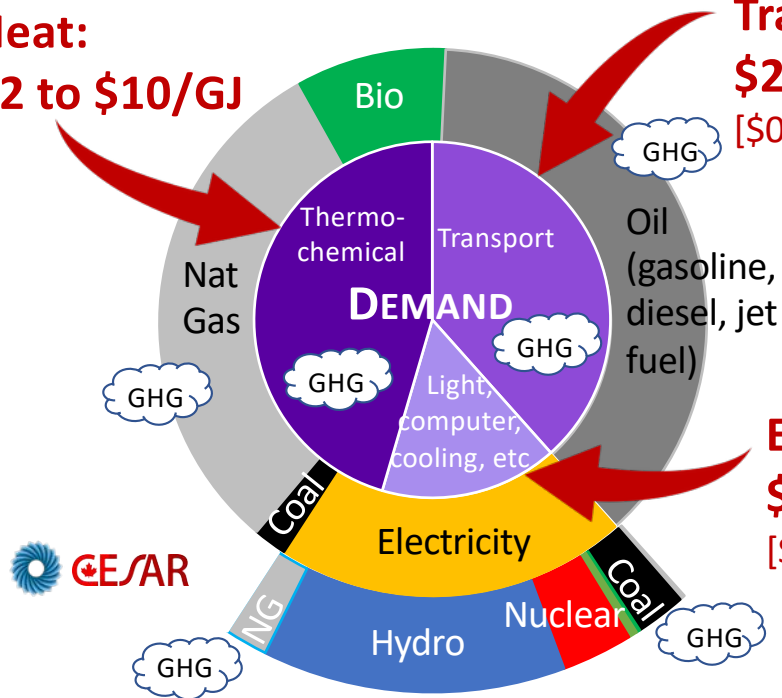 Heat:
2 to $10/GJ
Tra
$2
[$0
Bio
GHG
Thermo-
chemical
Transport
Oil
(gasoline,
diesel, jet
fuel)
Nat
Gas
DEMAND
GHG
GHG
GHG
Light,
computer,
cooling, etc
E
$
[$
Coal
Electricity
CESAR
NG
Hydro
Nuclear
Coal
GHG
GHG